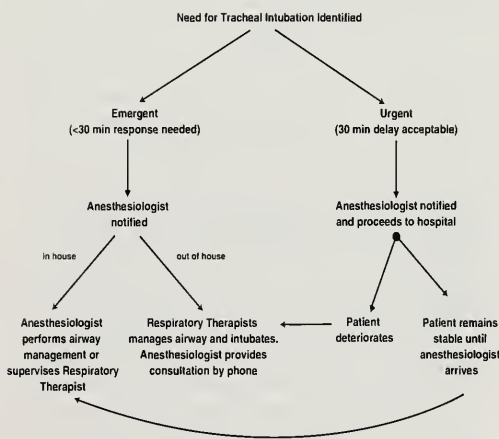 Need for Tracheal Intubation Identified
Emergent
(<30 min response needed)
Urgent
(30 min delay acceptable)
Anesthesiologist
notified
Anesthesiologist notified
and proceeds to hospital
in house
out of house
Anesthesiologist
performs airway
management or
supervises Respiratory
Therapist
Respiratory Therapists
manages airway and intubates.
Anesthesiologist provides
consultation by phone
Patient
deteriorates
Patient remains
stable until
anesthesiologist
arrives